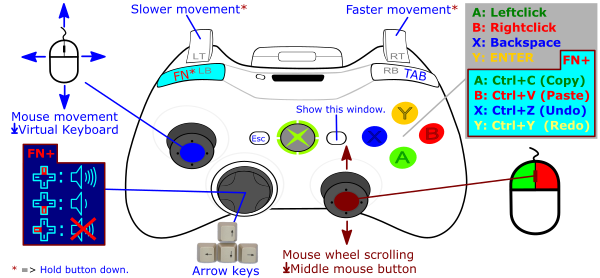 Slower movement*
Faster movement*
A: Leftclick
B: Rightclick
X: Backspace
Y: ENTER
FN+
A: Ctrl+C (Copy)
B: Ctrl+V (Paste)
X: Ctrl+Z (Undo)
Y: Ctrl+Y (Redo)
LT
RT
FN* LB
RB TAB
Mouse movement
Virtual Keyboard
Show this window.
Esc
Y
X
B
A
FN+
:
:
:
Mouse wheel scrolling
Middle mouse button
Arrow keys
* => Hold button down.